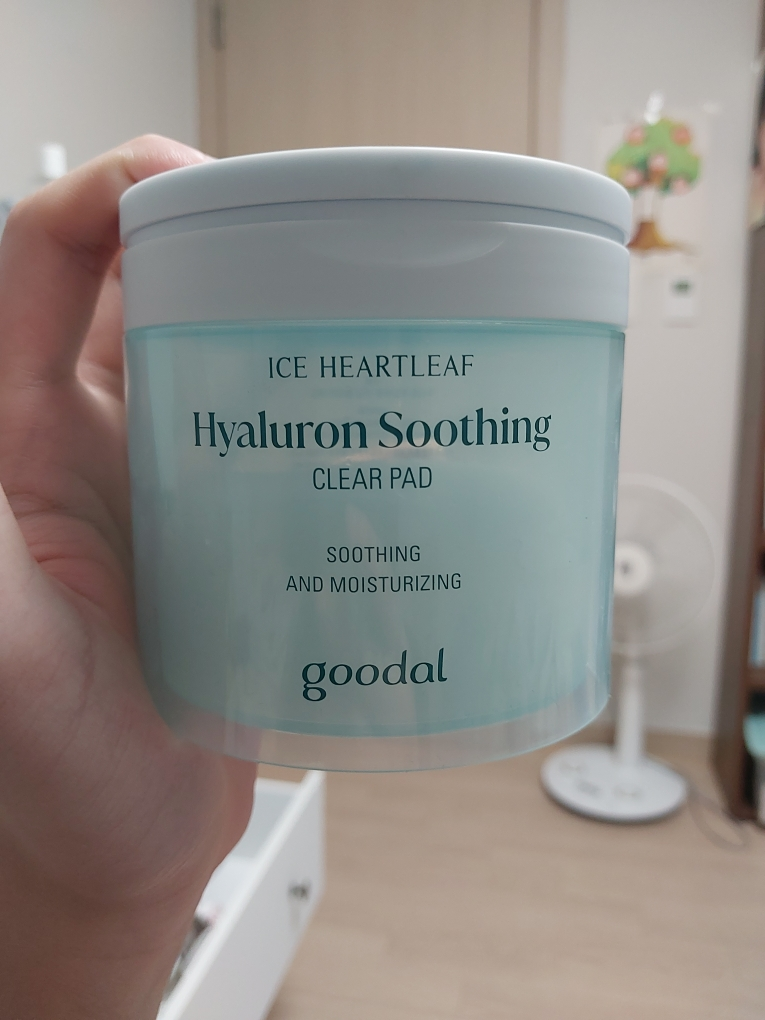 ICE HEARTLEAF
Hyaluron Soothing
CLEAR PAD
SOOTHING
AND MOISTURIZING
goodal